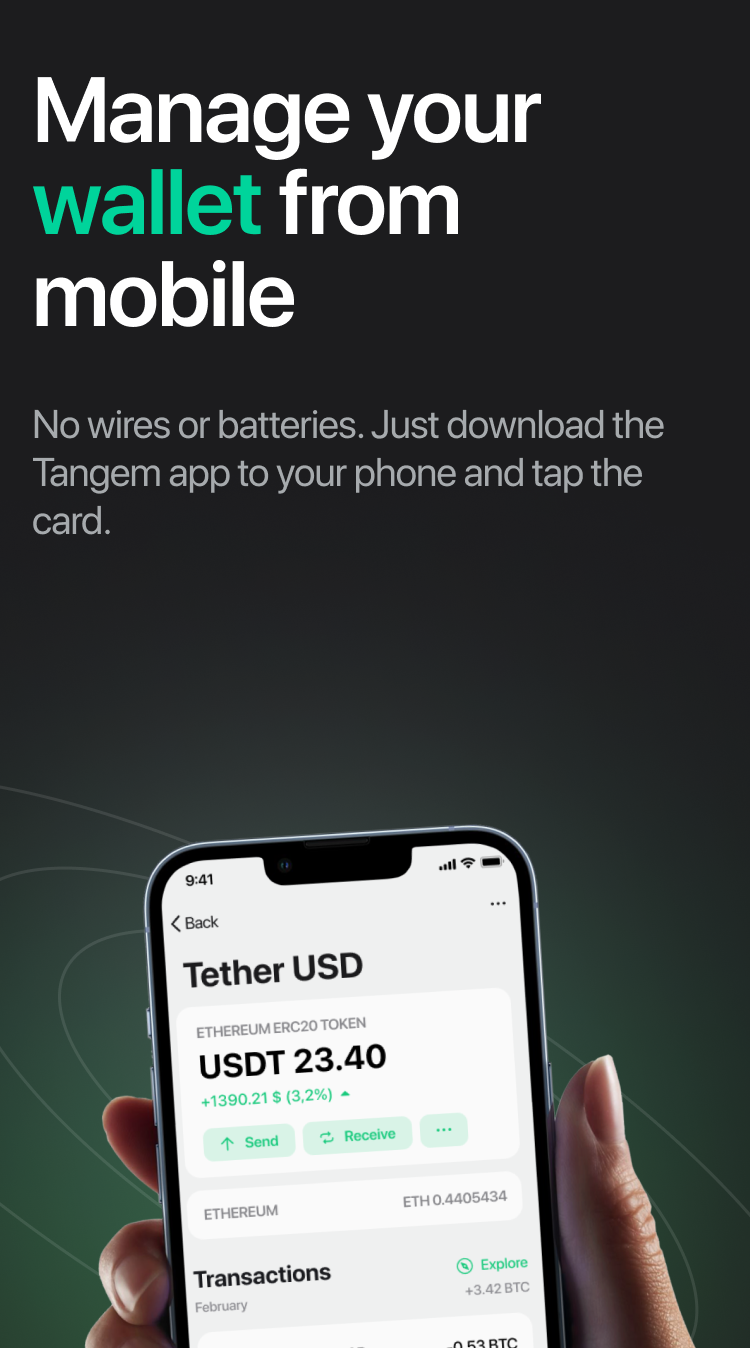 Manage your
wallet from
mobile
No wires or batteries. Just download the
Tangem app to your phone and tap the
card.
9:41
Back
Tether USD
ETHEREUM ERC20 TOKEN
USDT 23.40
+1390.21 $ (3,2%)
Send
Receive
ETHEREUM
ETH 0.4405434
Transactions
Explore
February
+3.42 BTC
-0.53 BTC